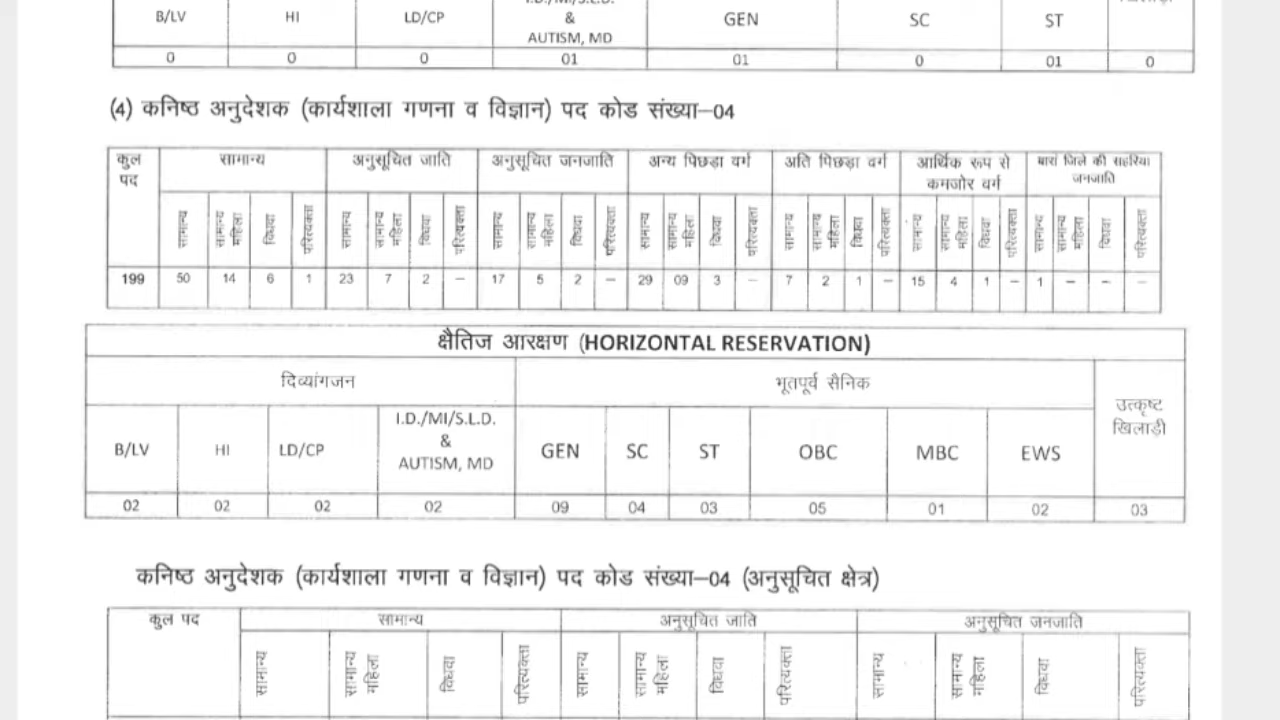 B/LV HI LD/CP & GEN SC ST
AUTISM, MD
0 0 0 01 01 0 01 0
(4) कनिष्ठ अनुदेशक (कार्यशाला गणना व विज्ञान) पद कोड संख्या–04
कुल पद सामान्य अनुसूचित जाति अनुसूचित जनजाति अन्य पिछड़ा वर्ग अति पिछड़ा वर्ग आर्थिक रूप से कमजोर वर्ग बारां जिले की सहरिया जनजाति
सामान्य सामान्य महिला विधवा परित्यक्ता सामान्य सामान्य महिला विधवा परित्यक्ता सामान्य सामान्य महिला विधवा परित्यक्ता सामान्य सामान्य महिला विधवा परित्यक्ता सामान्य सामान्य महिला विधवा परित्यक्ता सामान्य सामान्य महिला विधवा परित्यक्ता सामान्य सामान्य महिला विधवा परित्यक्ता
199 50 14 6 1 23 7 2 – 17 5 2 – 29 09 3 – 7 2 1 – 15 4 1 – 1 – – –
क्षैतिज आरक्षण (HORIZONTAL RESERVATION)
दिव्यांगजन भूतपूर्व सैनिक उत्कृष्ट खिलाड़ी
B/LV HI LD/CP I.D./MI/S.L.D. & AUTISM, MD GEN SC ST OBC MBC EWS
02 02 02 02 09 04 03 05 01 02 03
कनिष्ठ अनुदेशक (कार्यशाला गणना व विज्ञान) पद कोड संख्या–04 (अनुसूचित क्षेत्र)
कुल पद सामान्य अनुसूचित जाति अनुसूचित जनजाति
सामान्य सामान्य महिला विधवा परित्यक्ता सामान्य सामान्य महिला विधवा परित्यक्ता सामान्य सामान्य महिला विधवा परित्यक्ता